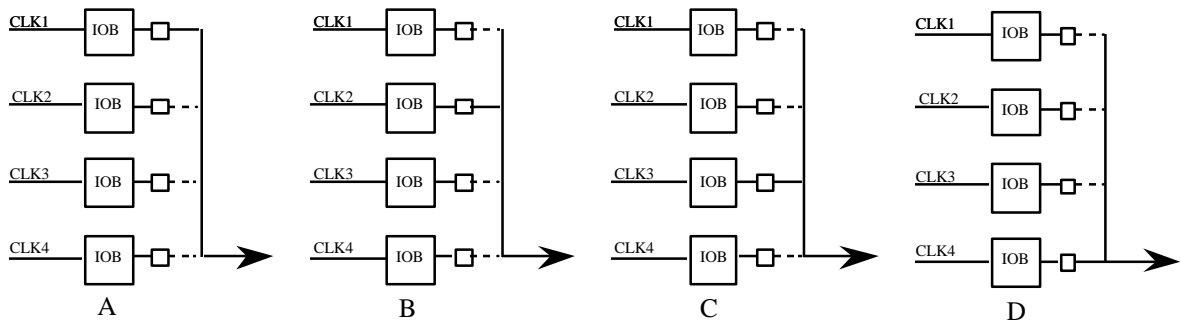 CLK1 IOB CLK1 IOB CLK1 IOB CLK1 IOB
CLK2 IOB CLK2 IOB CLK2 IOB CLK2 IOB
CLK3 IOB CLK3 IOB CLK3 IOB CLK3 IOB
CLK4 IOB CLK4 IOB CLK4 IOB CLK4 IOB
A B C D